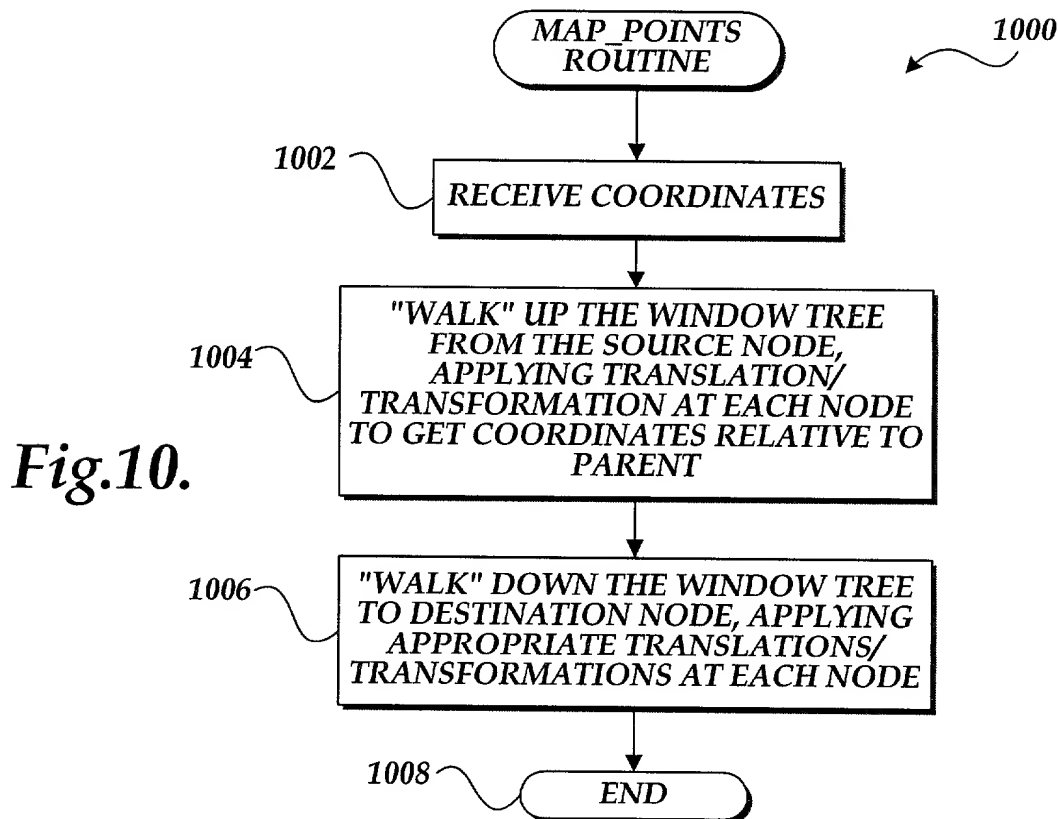 MAP_POINTS
ROUTINE
1000
1002
RECEIVE COORDINATES
1004
"WALK" UP THE WINDOW TREE
FROM THE SOURCE NODE,
APPLYING TRANSLATION/
TRANSFORMATION AT EACH NODE
TO GET COORDINATES RELATIVE TO
PARENT
Fig.10.
1006
"WALK" DOWN THE WINDOW TREE
TO DESTINATION NODE, APPLYING
APPROPRIATE TRANSLATIONS/
TRANSFORMATIONS AT EACH NODE
1008
END